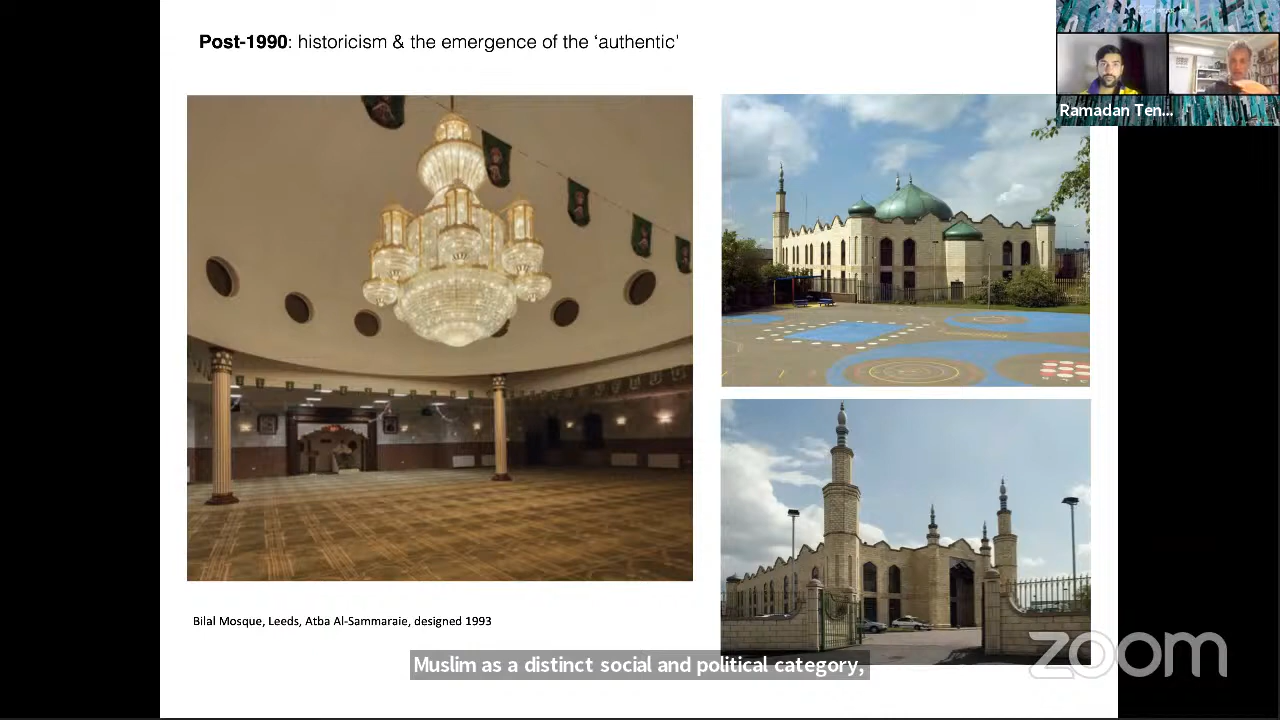 Post-1990: historicism & the emergence of the ‘authentic’
Ramadan Ten...
Bilal Mosque, Leeds, Atba Al-Sammaraie, designed 1993
Muslim as a distinct social and political category,
zoom